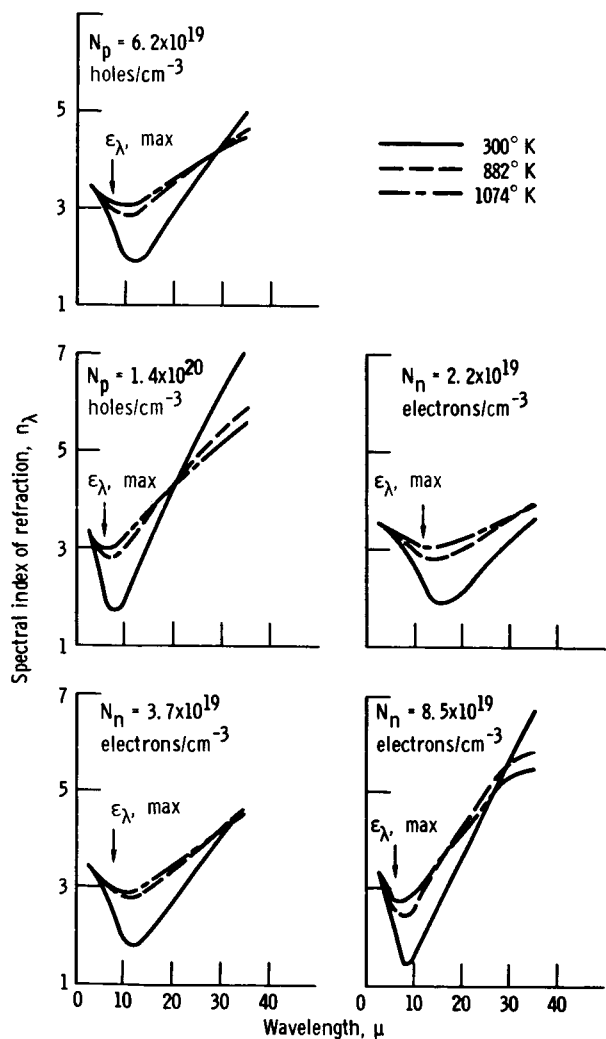 N_p = 6.2x10^19
holes/cm^-3
5
ε_λ, max
3
1
300° K
882° K
1074° K
7
N_p = 1.4x10^20
holes/cm^-3
5
ε_λ, max
3
1
N_n = 2.2x10^19
electrons/cm^-3
ε_λ, max
Spectral index of refraction, n_λ
7
N_n = 3.7x10^19
electrons/cm^-3
5
ε_λ, max
3
1
0 10 20 30 40
N_n = 8.5x10^19
electrons/cm^-3
ε_λ, max
0 10 20 30 40
Wavelength, μ